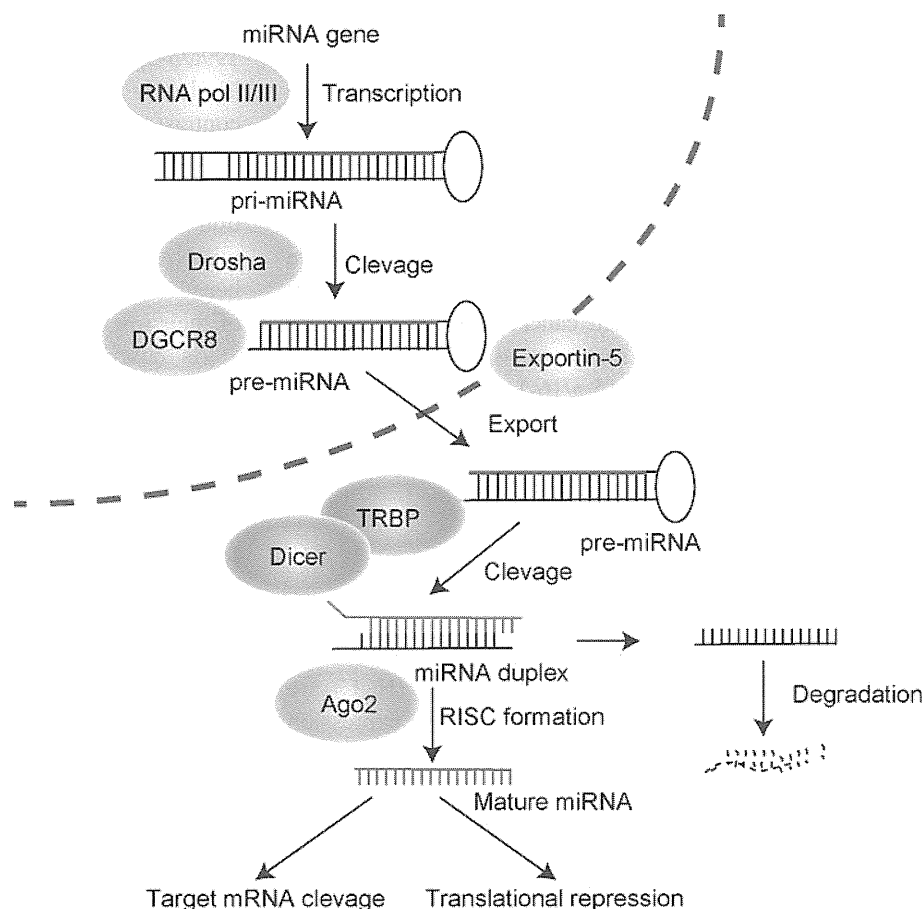 miRNA gene
RNA pol II/III
Transcription
pri-miRNA
Drosha
Clevage
DGCR8
pre-miRNA
Exportin-5
Export
TRBP
pre-miRNA
Dicer
Clevage
miRNA duplex
Ago2
RISC formation
Degradation
Mature miRNA
Target mRNA clevage
Translational repression